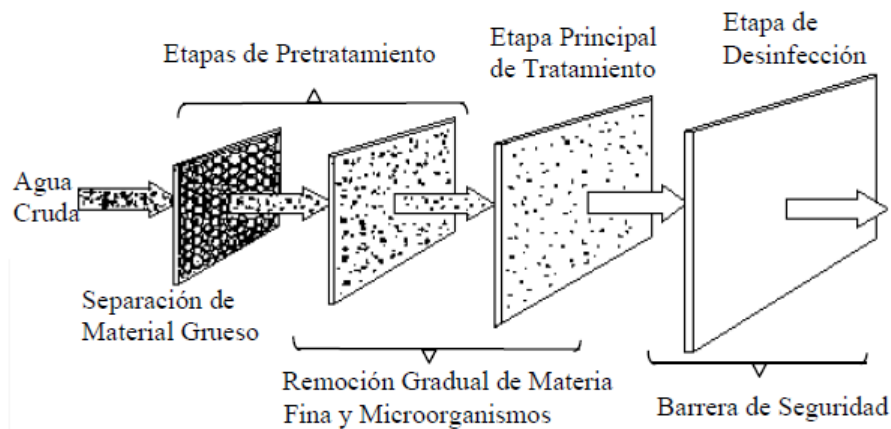 Etapas de Pretratamiento
Etapa Principal
de Tratamiento
Etapa de
Desinfección
Agua
Cruda
Separación de
Material Grueso
Remoción Gradual de Materia
Fina y Microorganismos
Barrera de Seguridad